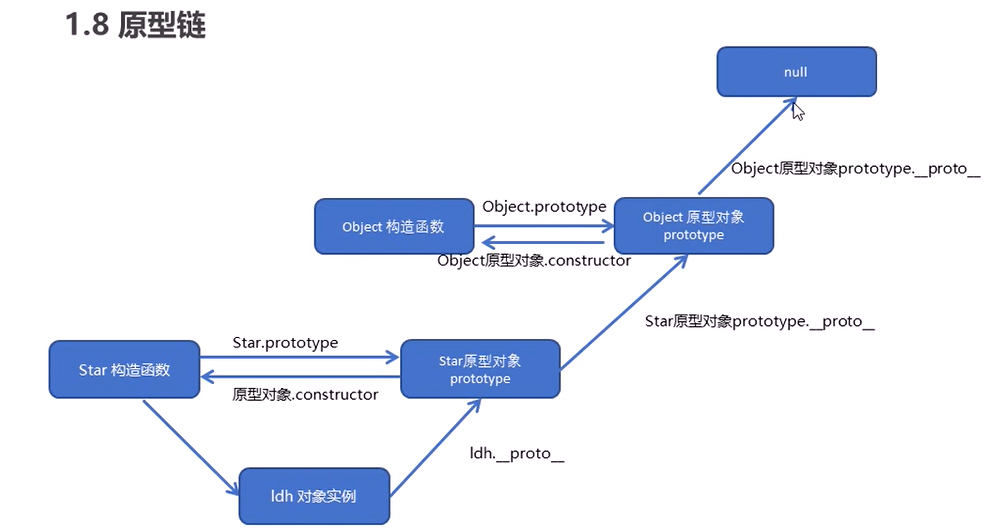 1.8 原型链
null
Object原型对象prototype.__proto__
Object 构造函数
Object.prototype
Object 原型对象
prototype
Object原型对象.constructor
Star原型对象prototype.__proto__
Star 构造函数
Star.prototype
Star原型对象
prototype
原型对象.constructor
ldh.__proto__
ldh 对象实例